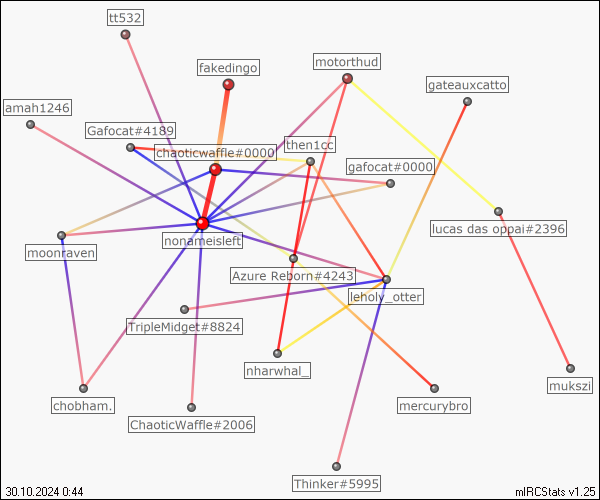 tt532
fakedingo
motorthud
gateauxcatto
amah1246
Gafocat#4189
chaoticwaffle#0000
then1cc
gafocat#0000
lucas das oppai#2396
nonameisleft
moonraven
Azure Reborn#4243
leholy_otter
TripleMidget#8824
nharwhal_
mukszi
chobham.
mercurybro
ChaoticWaffle#2006
Thinker#5995
30.10.2024 0:44
mIRCStats v1.25